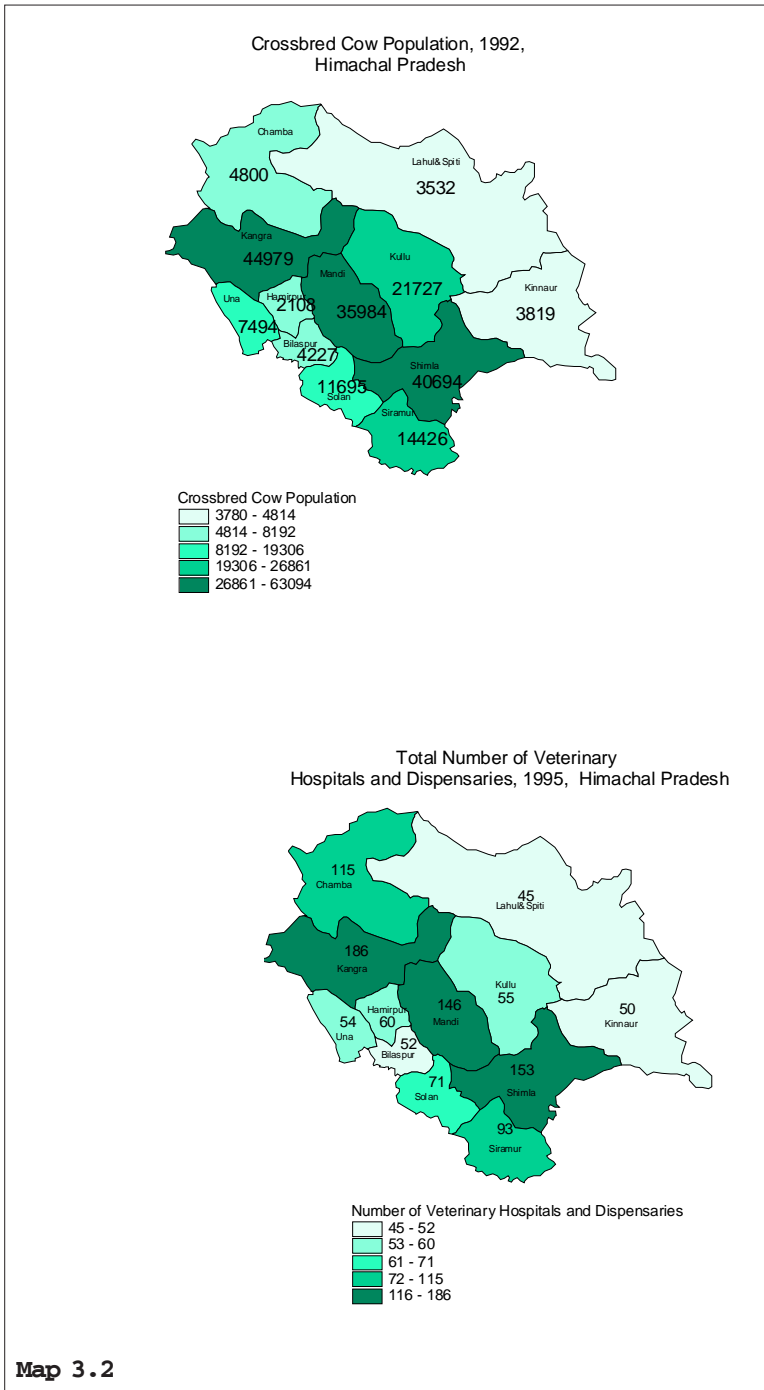 Crossbred Cow Population, 1992,
Himachal Pradesh
Chamba
4800
Lahul& Spiti
3532
Kangra
44979
Mandi
35984
Kullu
21727
Kinnaur
3819
Una
7494
Hamirpur
2108
Bilaspur
4227
Shimla
40694
11695
Solan
Siramur
14426
Crossbred Cow Population
3780 - 4814
4814 - 8192
8192 - 19306
19306 - 26861
26861 - 63094
Total Number of Veterinary
Hospitals and Dispensaries, 1995, Himachal Pradesh
115
Chamba
45
Lahul& Spiti
186
Kangra
146
Mandi
Kullu
55
50
Kinnaur
54
Una
Hamirpur
60
52
Bilaspur
153
Shimla
71
Solan
93
Siramur
Number of Veterinary Hospitals and Dispensaries
45 - 52
53 - 60
61 - 71
72 - 115
116 - 186
Map 3.2